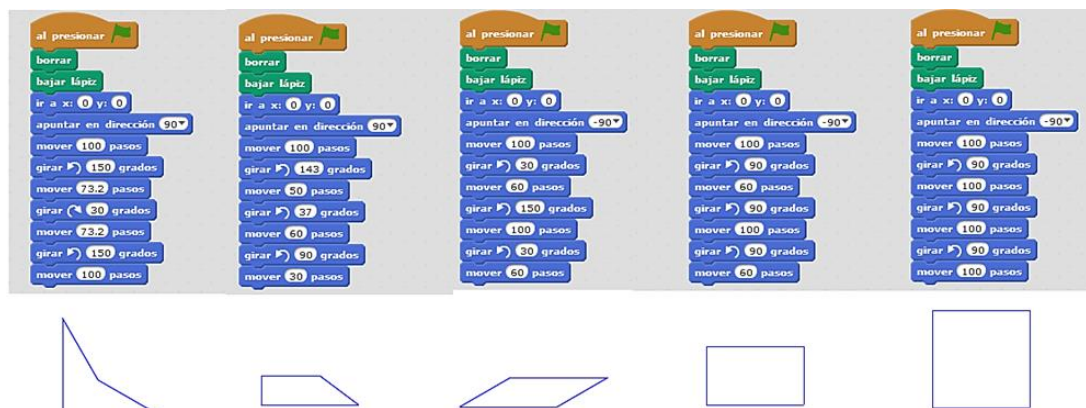 al presionar
borrar
bajar lápiz
ir a x: 0 y: 0
apuntar en dirección 90
mover 100 pasos
girar 150 grados
mover 73.2 pasos
girar 30 grados
mover 73.2 pasos
girar 150 grados
mover 100 pasos
al presionar
borrar
bajar lápiz
ir a x: 0 y: 0
apuntar en dirección 90
mover 100 pasos
girar 143 grados
mover 50 pasos
girar 37 grados
mover 60 pasos
girar 90 grados
mover 30 pasos
al presionar
borrar
bajar lápiz
ir a x: 0 y: 0
apuntar en dirección -90
mover 100 pasos
girar 30 grados
mover 60 pasos
girar 150 grados
mover 100 pasos
girar 30 grados
mover 60 pasos
al presionar
borrar
bajar lápiz
ir a x: 0 y: 0
apuntar en dirección -90
mover 100 pasos
girar 90 grados
mover 60 pasos
girar 90 grados
mover 100 pasos
girar 90 grados
mover 60 pasos
al presionar
borrar
bajar lápiz
ir a x: 0 y: 0
apuntar en dirección -90
mover 100 pasos
girar 90 grados
mover 100 pasos
girar 90 grados
mover 100 pasos
girar 90 grados
mover 100 pasos